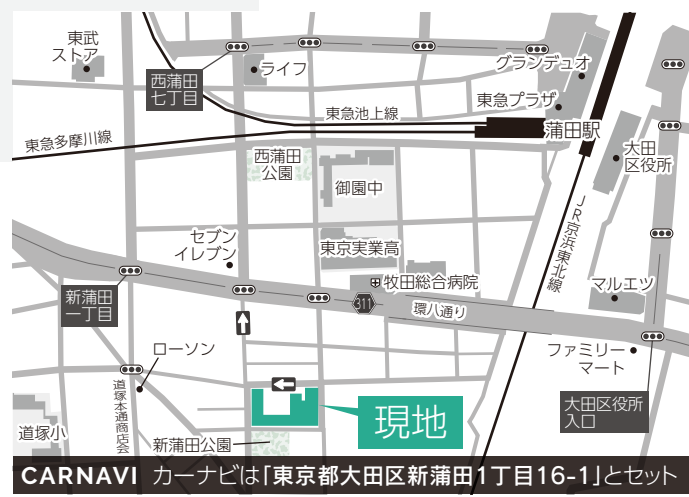 東武
ストア
西蒲田
七丁目
ライフ
グランデュオ
東急プラザ
東急池上線
蒲田駅
東急多摩川線
西蒲田
公園
御園中
大田
区役所
JR京浜東北線
セブン
イレブン
東京実業高
牧田総合病院
新蒲田
一丁目
311
環八通り
マルエツ
ローソン
ファミリー
マート
道塚本通商店会
現地
大田区役所
入口
道塚小
新蒲田公園
CARNAVI カーナビは「東京都大田区新蒲田1丁目16-1」とセット